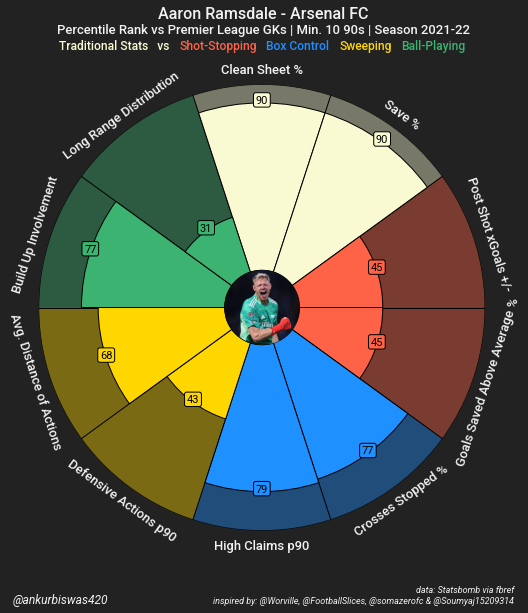 Aaron Ramsdale - Arsenal FC
Percentile Rank vs Premier League GKs | Min. 10 90s | Season 2021-22
Traditional Stats vs Shot-Stopping Box Control Sweeping Ball-Playing
Clean Sheet %
90
Save %
90
Post Shot xGoals +/-
45
Goals Saved Above Average %
45
Crosses Stopped %
77
High Claims p90
79
Defensive Actions p90
43
Avg. Distance of Actions
68
Build Up Involvement
77
Long Range Distribution
31
@ankurbiswas420
data: Statsbomb via fbref
inspired by: @Worville, @FootballSlices, @somazerofc & @Soumyaj15209314